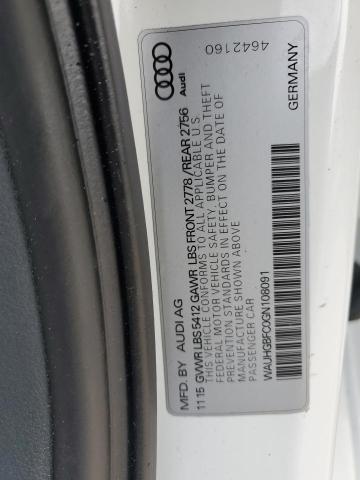 MFD. BY AUDI AG
11 15 GVWR LBS 5412 GAWR LBS FRONT 2778 /REAR 2756
THIS VEHICLE CONFORMS TO ALL APPLICABLE U.S.
FEDERAL MOTOR VEHICLE SAFETY, BUMPER AND THEFT
PREVENTION STANDARDS IN EFFECT ON THE DATE OF
MANUFACTURE SHOWN ABOVE
PASSENGER CAR
WAUHGBFC0GN108091
Audi
4642160
GERMANY